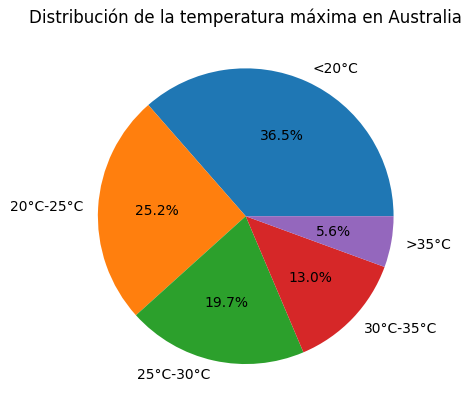 Distribución de la temperatura máxima en Australia
<20°C
36.5%
20°C-25°C
25.2%
5.6%
>35°C
13.0%
19.7%
30°C-35°C
25°C-30°C